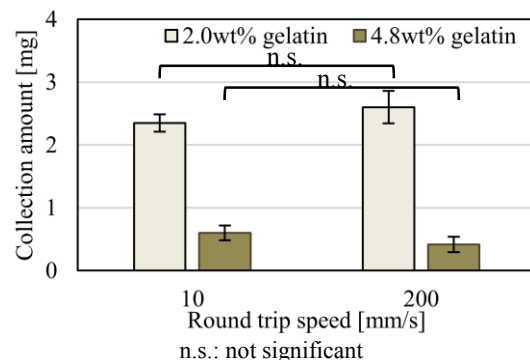 2.0wt% gelatin 4.8wt% gelatin
n.s.
n.s.
Collection amount [mg]
4
3
2
1
0
10 200
Round trip speed [mm/s]
n.s.: not significant